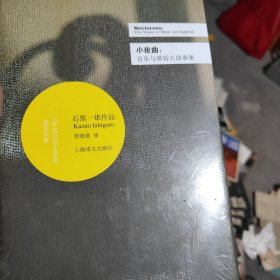 Nocturnes:
Five Stories of Music and Nightfall
小夜曲：
音乐与黄昏五故事集
石黑一雄作品
Kazuo Ishiguro
张晓意 译
上海译文出版社